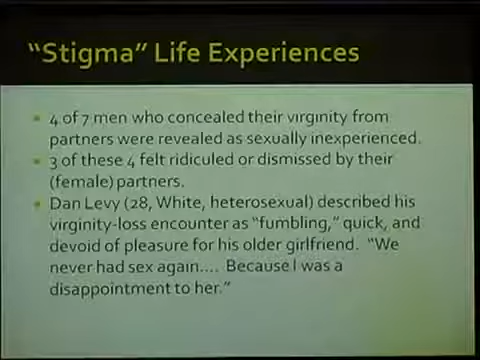 “Stigma” Life Experiences
4 of 7 men who concealed their virginity from
partners were revealed as sexually inexperienced.
3 of these 4 felt ridiculed or dismissed by their
(female) partners.
Dan Levy (28, White, heterosexual) described his
virginity-loss encounter as “fumbling,” quick, and
devoid of pleasure for his older girlfriend. “We
never had sex again.... Because I was a
disappointment to her.”